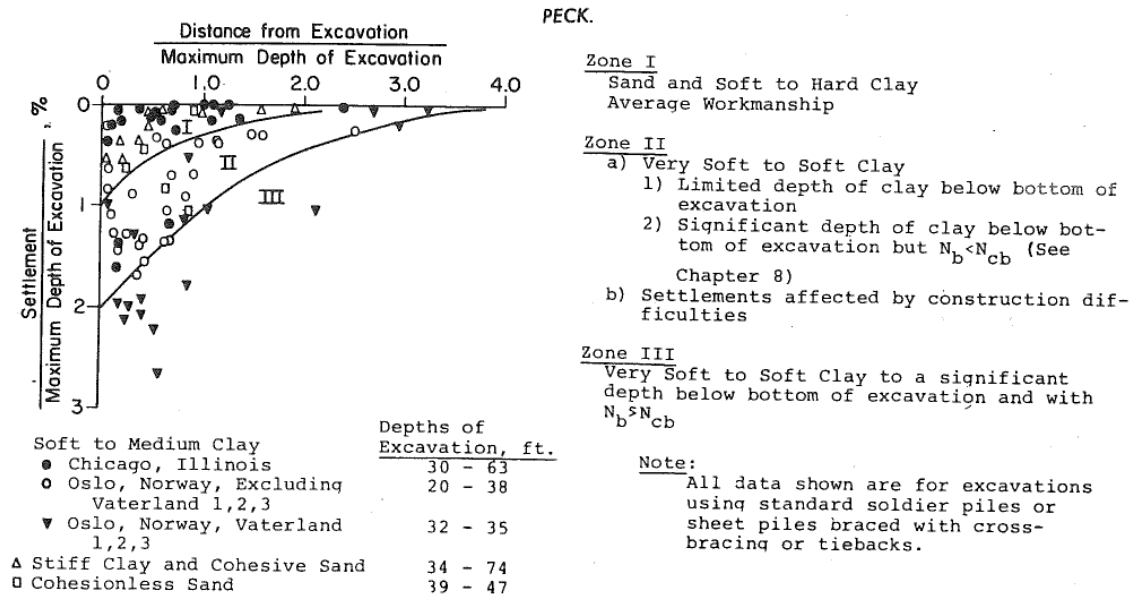 PECK.
Distance from Excavation
Maximum Depth of Excavation
0 1.0 2.0 3.0 4.0
Settlement , %
Maximum Depth of Excavation
0
1
2
3
I
II
III
Soft to Medium Clay
Depths of
Excavation, ft.
● Chicago, Illinois 30 - 63
o Oslo, Norway, Excluding 20 - 38
Vaterland 1,2,3
▼ Oslo, Norway, Vaterland 32 - 35
1,2,3
Δ Stiff Clay and Cohesive Sand 34 - 74
□ Cohesionless Sand 39 - 47
Zone I
Sand and Soft to Hard Clay
Average Workmanship
Zone II
a) Very Soft to Soft Clay
1) Limited depth of clay below bottom of
excavation
2) Significant depth of clay below bot-
tom of excavation but Nb<Ncb (See
Chapter 8)
b) Settlements affected by construction dif-
ficulties
Zone III
Very Soft to Soft Clay to a significant
depth below bottom of excavation and with
Nb≥Ncb
Note:
All data shown are for excavations
using standard soldier piles or
sheet piles braced with cross-
bracing or tiebacks.